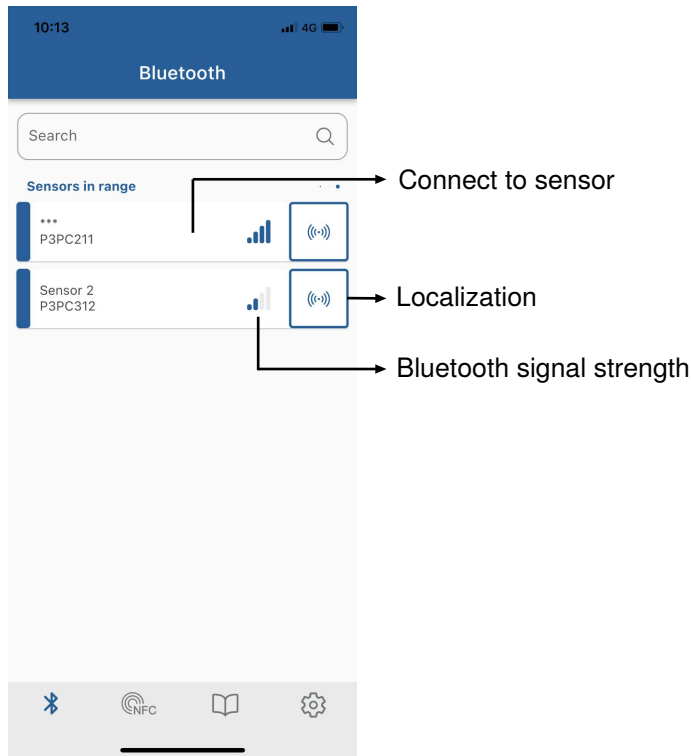 10:13
4G
Bluetooth
Search
Sensors in range
Connect to sensor
***
P3PC211
Sensor 2
P3PC312
Localization
Bluetooth signal strength
NFC